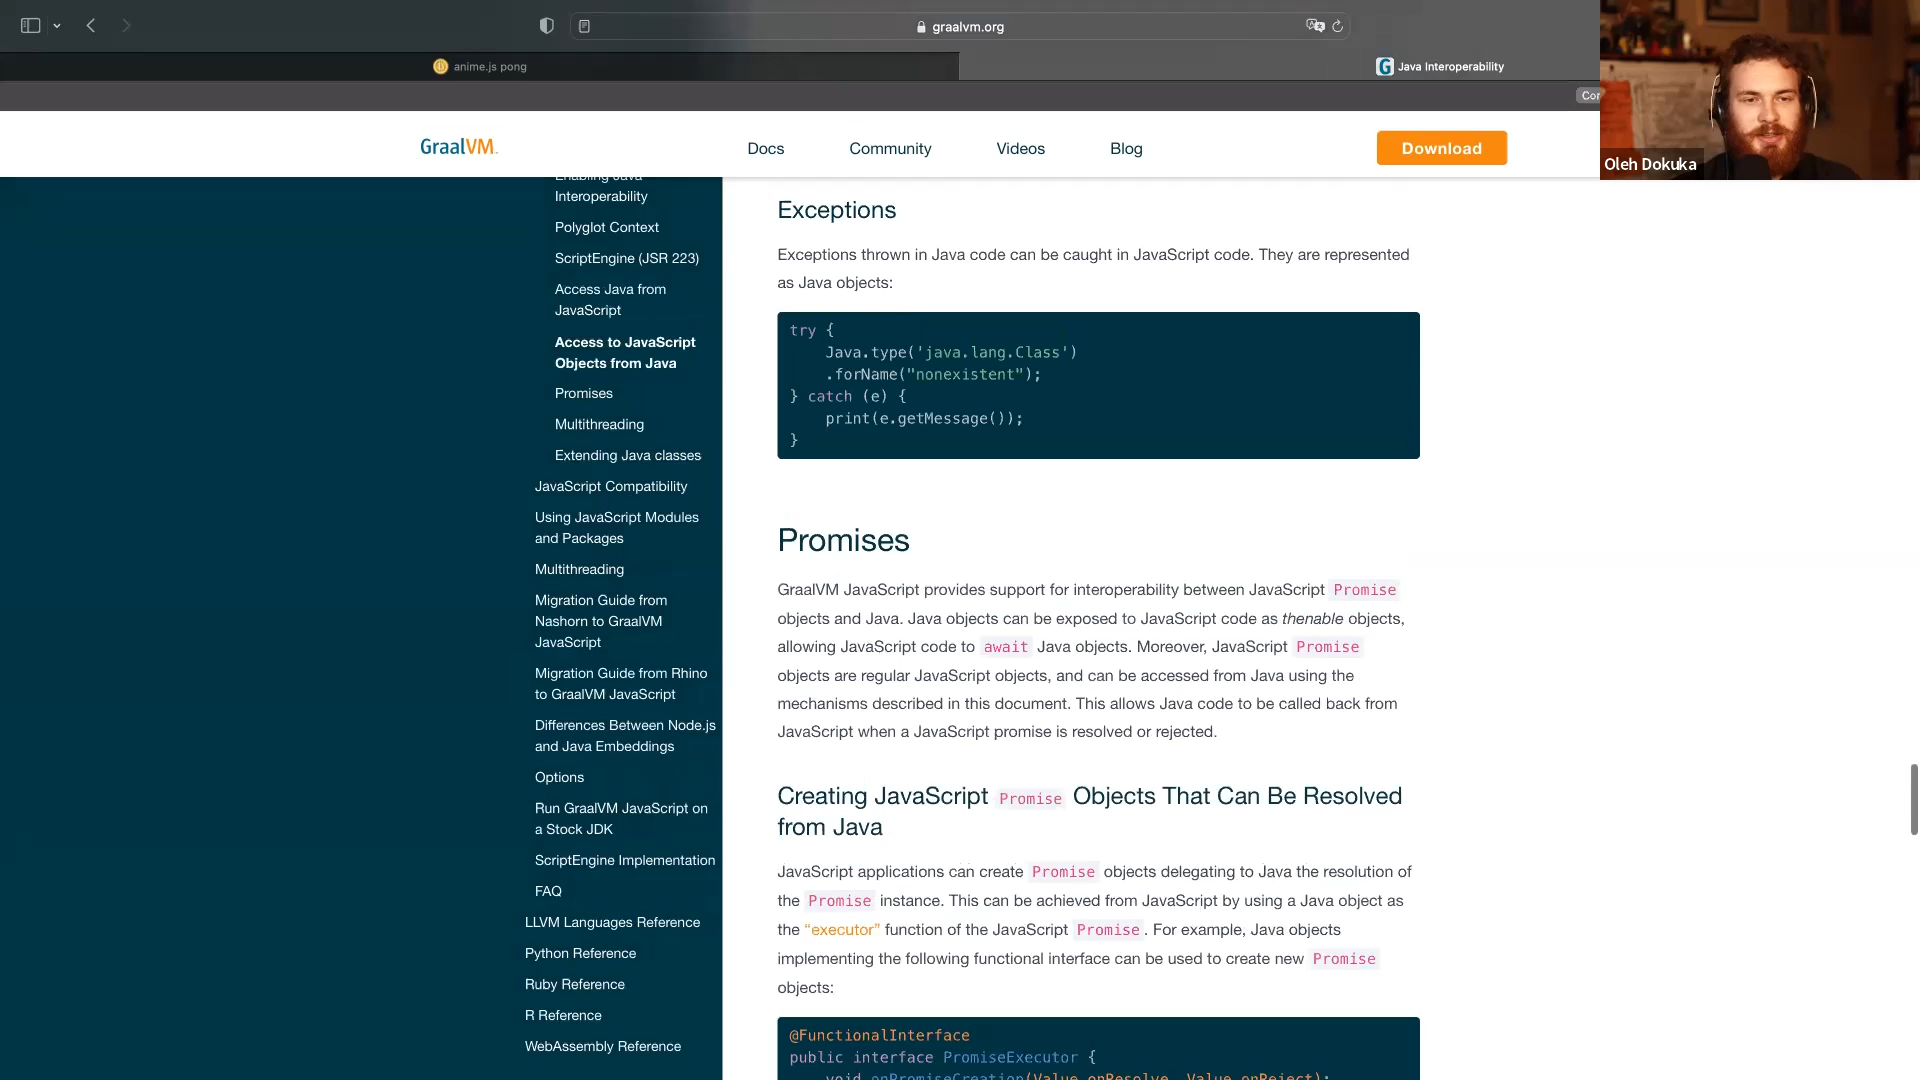 graalvm.org
anime.js pong
Java Interoperability
GraalVM
Docs
Community
Videos
Blog
Download
Oleh Dokuka
Enabling Java
Interoperability
Polyglot Context
ScriptEngine (JSR 223)
Access Java from
JavaScript
Access to JavaScript
Objects from Java
Promises
Multithreading
Extending Java classes
JavaScript Compatibility
Using JavaScript Modules
and Packages
Multithreading
Migration Guide from
Nashorn to GraalVM
JavaScript
Migration Guide from Rhino
to GraalVM JavaScript
Differences Between Node.js
and Java Embeddings
Options
Run GraalVM JavaScript on
a Stock JDK
ScriptEngine Implementation
FAQ
LLVM Languages Reference
Python Reference
Ruby Reference
R Reference
WebAssembly Reference
Exceptions
Exceptions thrown in Java code can be caught in JavaScript code. They are represented
as Java objects:
try {
    Java.type('java.lang.Class')
    .forName("nonexistent");
} catch (e) {
    print(e.getMessage());
}
Promises
GraalVM JavaScript provides support for interoperability between JavaScript Promise
objects and Java. Java objects can be exposed to JavaScript code as thenable objects,
allowing JavaScript code to await Java objects. Moreover, JavaScript Promise
objects are regular JavaScript objects, and can be accessed from Java using the
mechanisms described in this document. This allows Java code to be called back from
JavaScript when a JavaScript promise is resolved or rejected.
Creating JavaScript Promise Objects That Can Be Resolved
from Java
JavaScript applications can create Promise objects delegating to Java the resolution of
the Promise instance. This can be achieved from JavaScript by using a Java object as
the “executor” function of the JavaScript Promise. For example, Java objects
implementing the following functional interface can be used to create new Promise
objects:
@FunctionalInterface
public interface PromiseExecutor {
    void onPromiseCreation(Value onResolve, Value onReject);